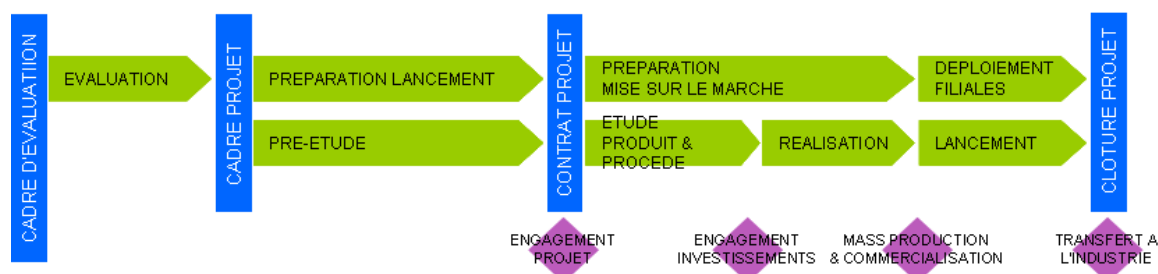 CADRE D'EVALUATIION
EVALUATION
CADRE PROJET
PREPARATION LANCEMENT
PRE-ETUDE
CONTRAT PROJET
PREPARATION
MISE SUR LE MARCHE
DEPLOIEMENT
FILIALES
ETUDE
PRODUIT &
PROCEDE
REALISATION
LANCEMENT
CLOTURE PROJET
ENGAGEMENT
PROJET
ENGAGEMENT
INVESTISSEMENTS
MASS PRODUCTION
& COMMERCIALISATION
TRANSFERT A
L'INDUSTRIE